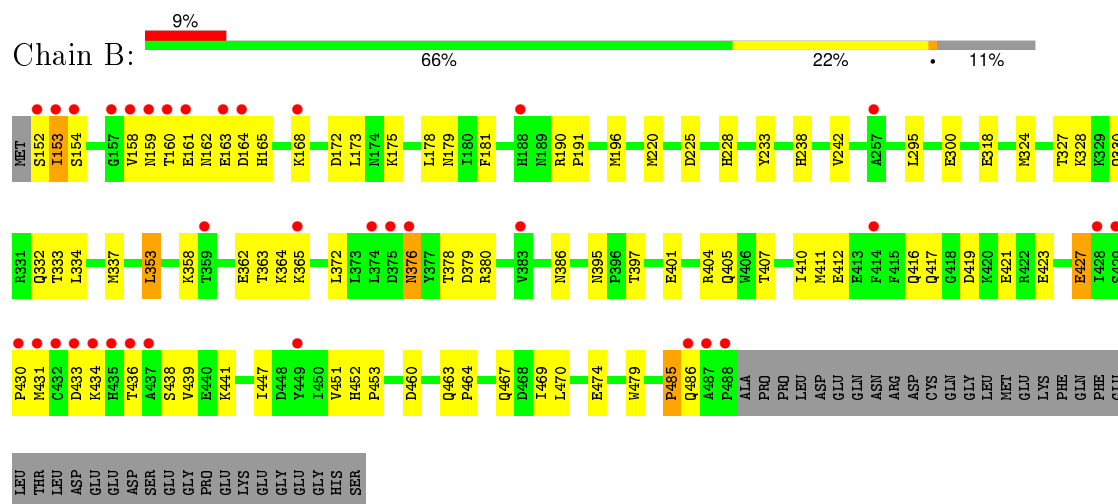 9%
Chain B:
66% 22% • 11%
MET S152 I153 S154 G157 V158 N159 T160 E161 N162 E163 D164 H165 K168 D172 L173 N174 K175 L178 N179 I180 F181 H188 N189 R190 P191 M196 M220 D225 H228 Y233 H238 V242 A257 L295 E300 E318 M324 T327 K328 K329 Q330
R331 Q332 T333 L334 M337 L353 K358 T359 E362 T363 K364 K365 L372 L373 L374 D375 N376 Y377 T378 D379 R380 V383 N386 N395 P396 T397 E401 R404 Q405 W406 T407 I410 M411 E412 E413 F414 F415 Q416 Q417 G418 D419 K420 E421 R422 E423 E427 I428 S429
P430 M431 C432 D433 K434 H435 T436 A437 S438 V439 E440 K441 I447 D448 Y449 I450 V451 H452 P453 D460 Q463 P464 Q467 D468 I469 L470 E474 W479 P485 Q486 A487 P488 ALA PRO PRO LEU ASP GLU GLN ASN ARG ASP CYS GLN GLY LEU MET GLU LYS PHE GLN PHE GLU
LEU THR LEU ASP GLU GLU ASP SER GLU GLY PRO GLU LYS GLU GLY GLU GLY HIS SER